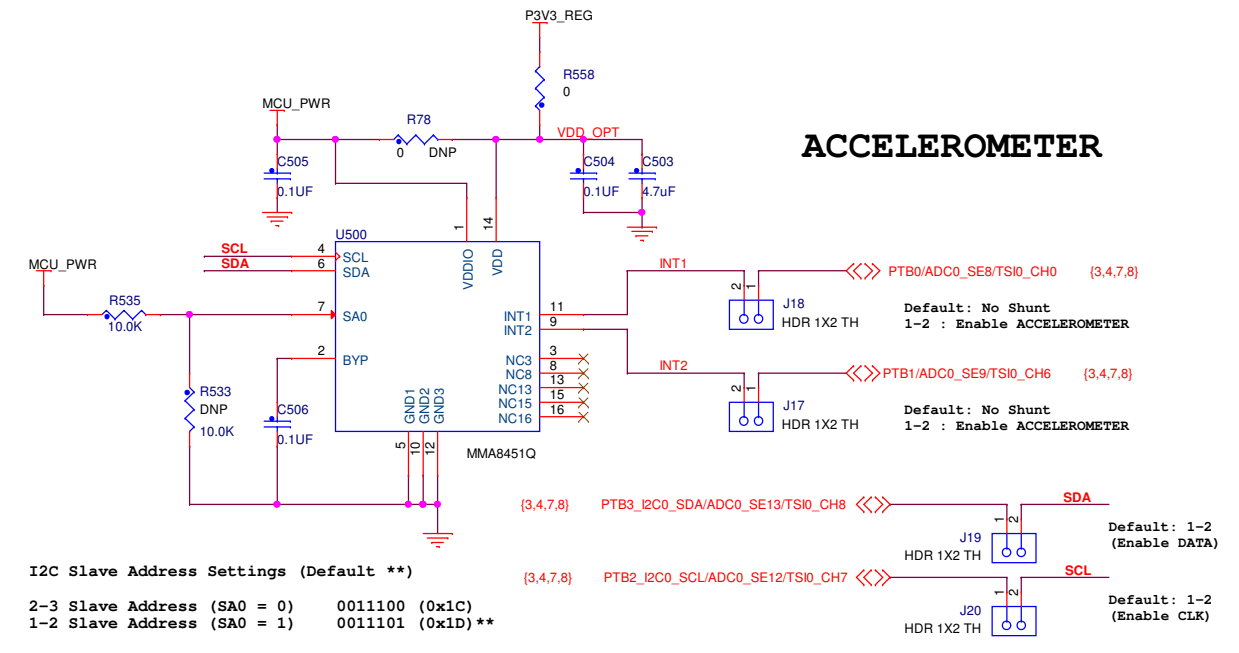 P3V3_REG
R558
0
MCU_PWR
R78
0 DNP
VDD_OPT
ACCELEROMETER
C505
0.1UF
C504
0.1UF
C503
4.7uF
1
14
U500
SCL 4 SCL
SDA 6 SDA
VDDIO
VDD
MCU_PWR
R535
10.0K
7 SA0
2 BYP
R533
DNP
10.0K
C506
0.1UF
INT1 11
INT2 9
NC3 3
NC8 8
NC13 13
NC15 15
NC16 16
GND1
GND2
GND3
5
10
12
MMA8451Q
INT1
2
1
PTB0/ADC0_SE8/TSI0_CH0 {3,4,7,8}
J18
HDR 1X2 TH
Default: No Shunt
1-2 : Enable ACCELEROMETER
INT2
2
1
PTB1/ADC0_SE9/TSI0_CH6 {3,4,7,8}
J17
HDR 1X2 TH
Default: No Shunt
1-2 : Enable ACCELEROMETER
{3,4,7,8} PTB3_I2C0_SDA/ADC0_SE13/TSI0_CH8
1
2
SDA
J19
HDR 1X2 TH
Default: 1-2
(Enable DATA)
{3,4,7,8} PTB2_I2C0_SCL/ADC0_SE12/TSI0_CH7
1
2
SCL
J20
HDR 1X2 TH
Default: 1-2
(Enable CLK)
I2C Slave Address Settings (Default **)
2-3 Slave Address (SA0 = 0) 0011100 (0x1C)
1-2 Slave Address (SA0 = 1) 0011101 (0x1D)**